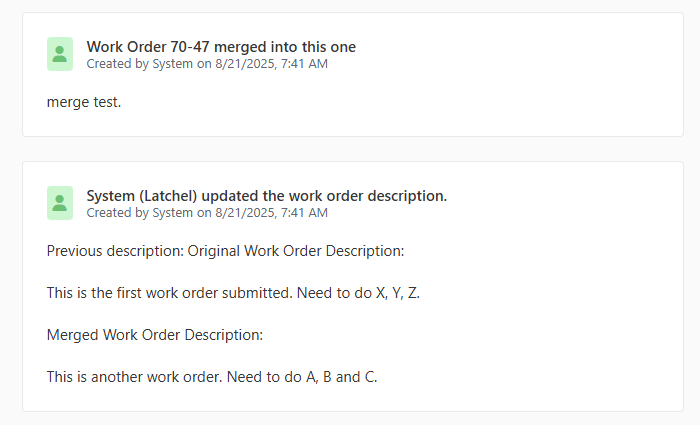 Work Order 70-47 merged into this one
Created by System on 8/21/2025, 7:41 AM
merge test.
System (Latchel) updated the work order description.
Created by System on 8/21/2025, 7:41 AM
Previous description: Original Work Order Description:
This is the first work order submitted. Need to do X, Y, Z.
Merged Work Order Description:
This is another work order. Need to do A, B and C.